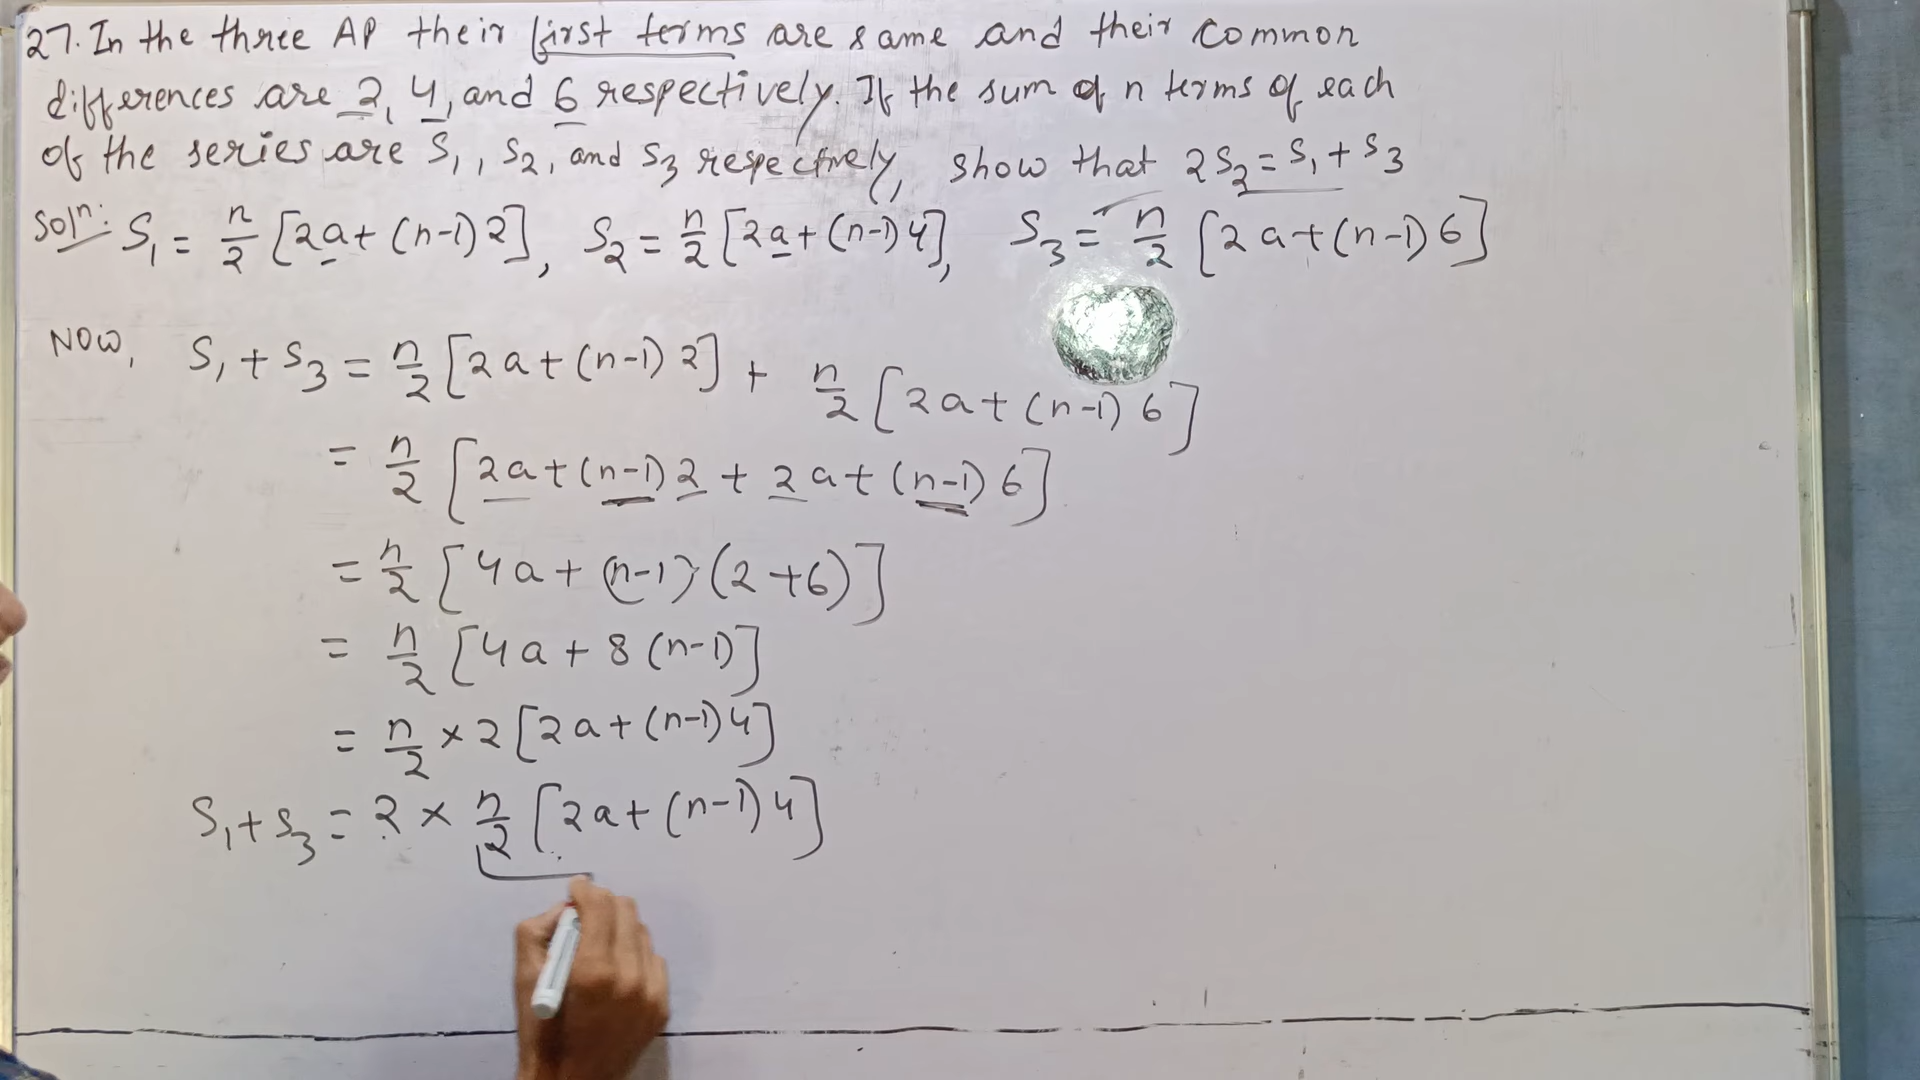 27. In the three AP their first terms are same and their common
differences are 2, 4, and 6 respectively. If the sum of n terms of each
of the series are S₁, S₂, and S₃ respectively, show that 2S₂ = S₁ + S₃
Solⁿ: S₁ = n/2 [2a + (n-1) 2], S₂ = n/2 [2a + (n-1) 4], S₃ = n/2 [2a + (n-1) 6]
Now, S₁ + S₃ = n/2 [2a + (n-1) 2] + n/2 [2a + (n-1) 6]
= n/2 [2a + (n-1) 2 + 2a + (n-1) 6]
= n/2 [4a + (n-1) (2+6)]
= n/2 [4a + 8 (n-1)]
= n/2 × 2 [2a + (n-1) 4]
S₁ + S₃ = 2 × n/2 [2a + (n-1) 4]